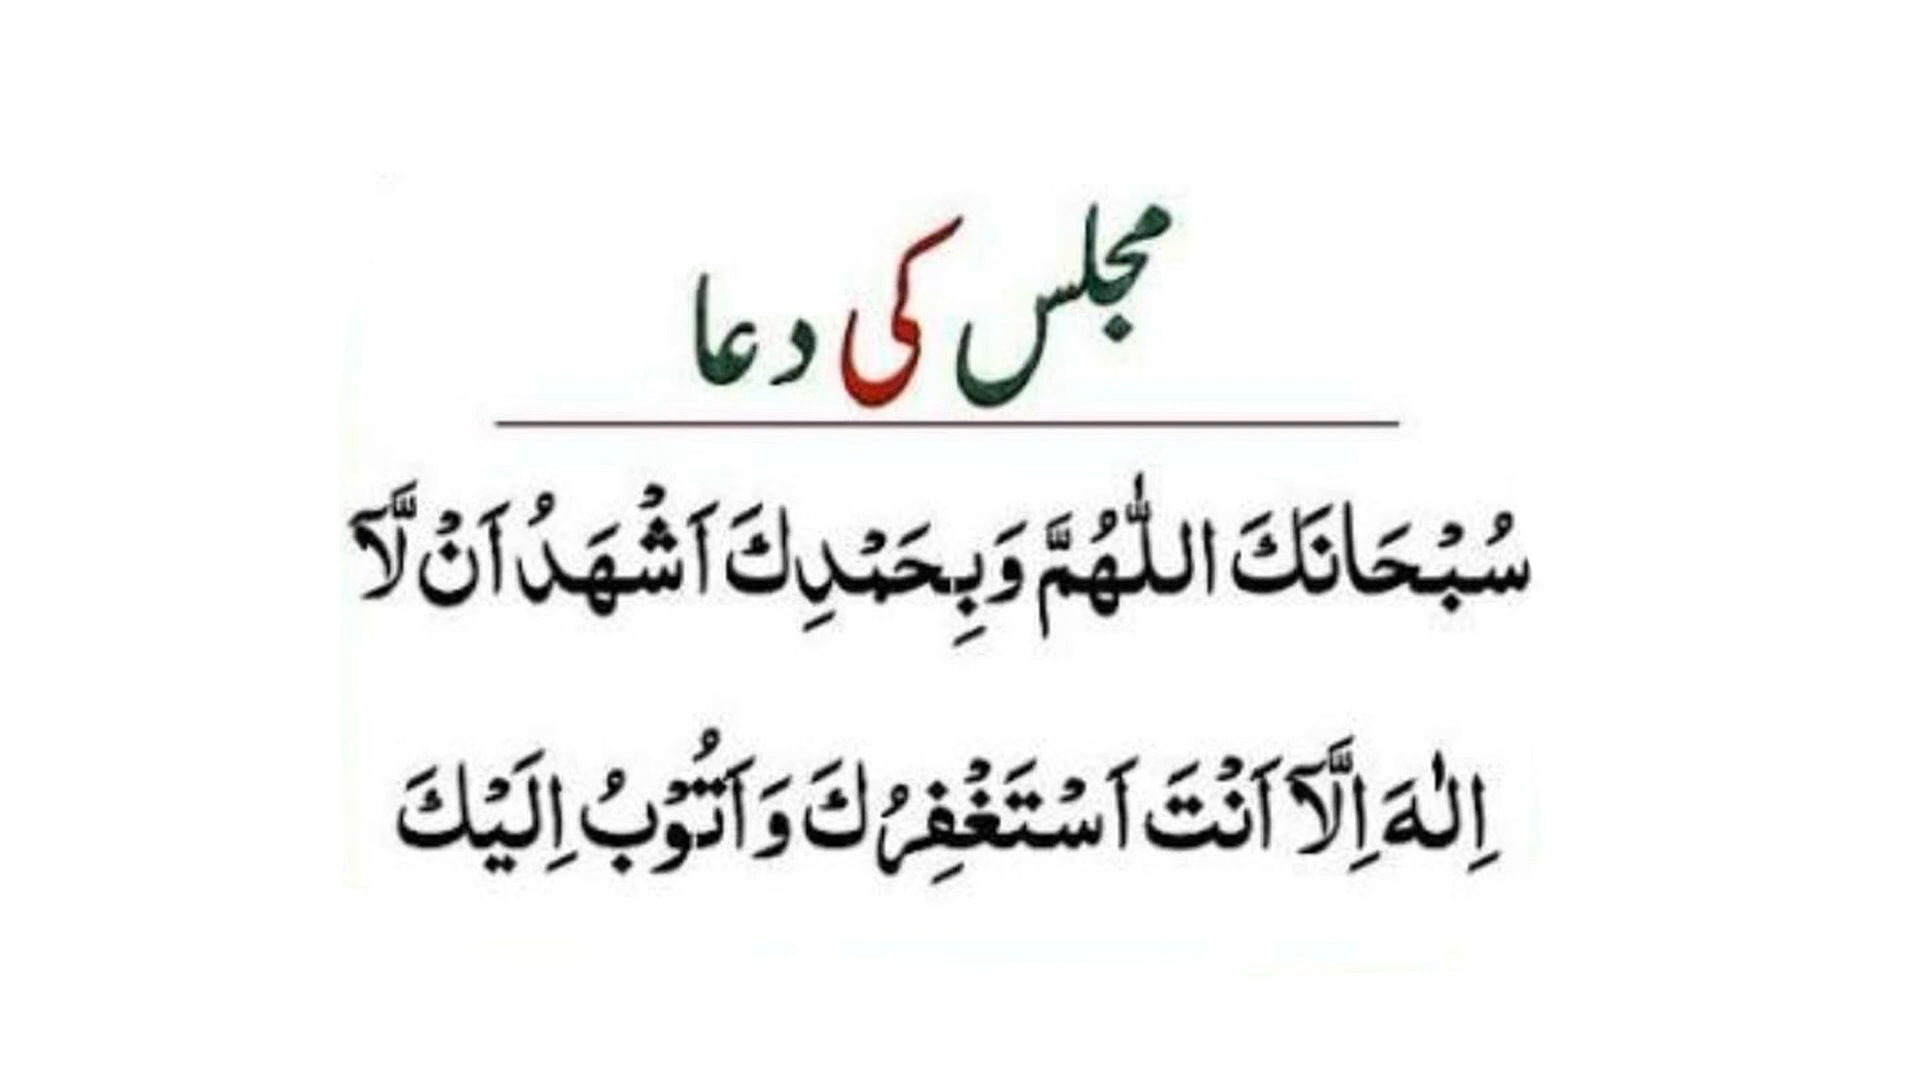 مجلس کی دعا
سُبْحَانَكَ اللّٰهُمَّ وَبِحَمْدِكَ اَشْهَدُ اَنْ لَّآ
اِلٰهَ اِلَّآ اَنْتَ اَسْتَغْفِرُكَ وَاَتُوْبُ اِلَيْكَ